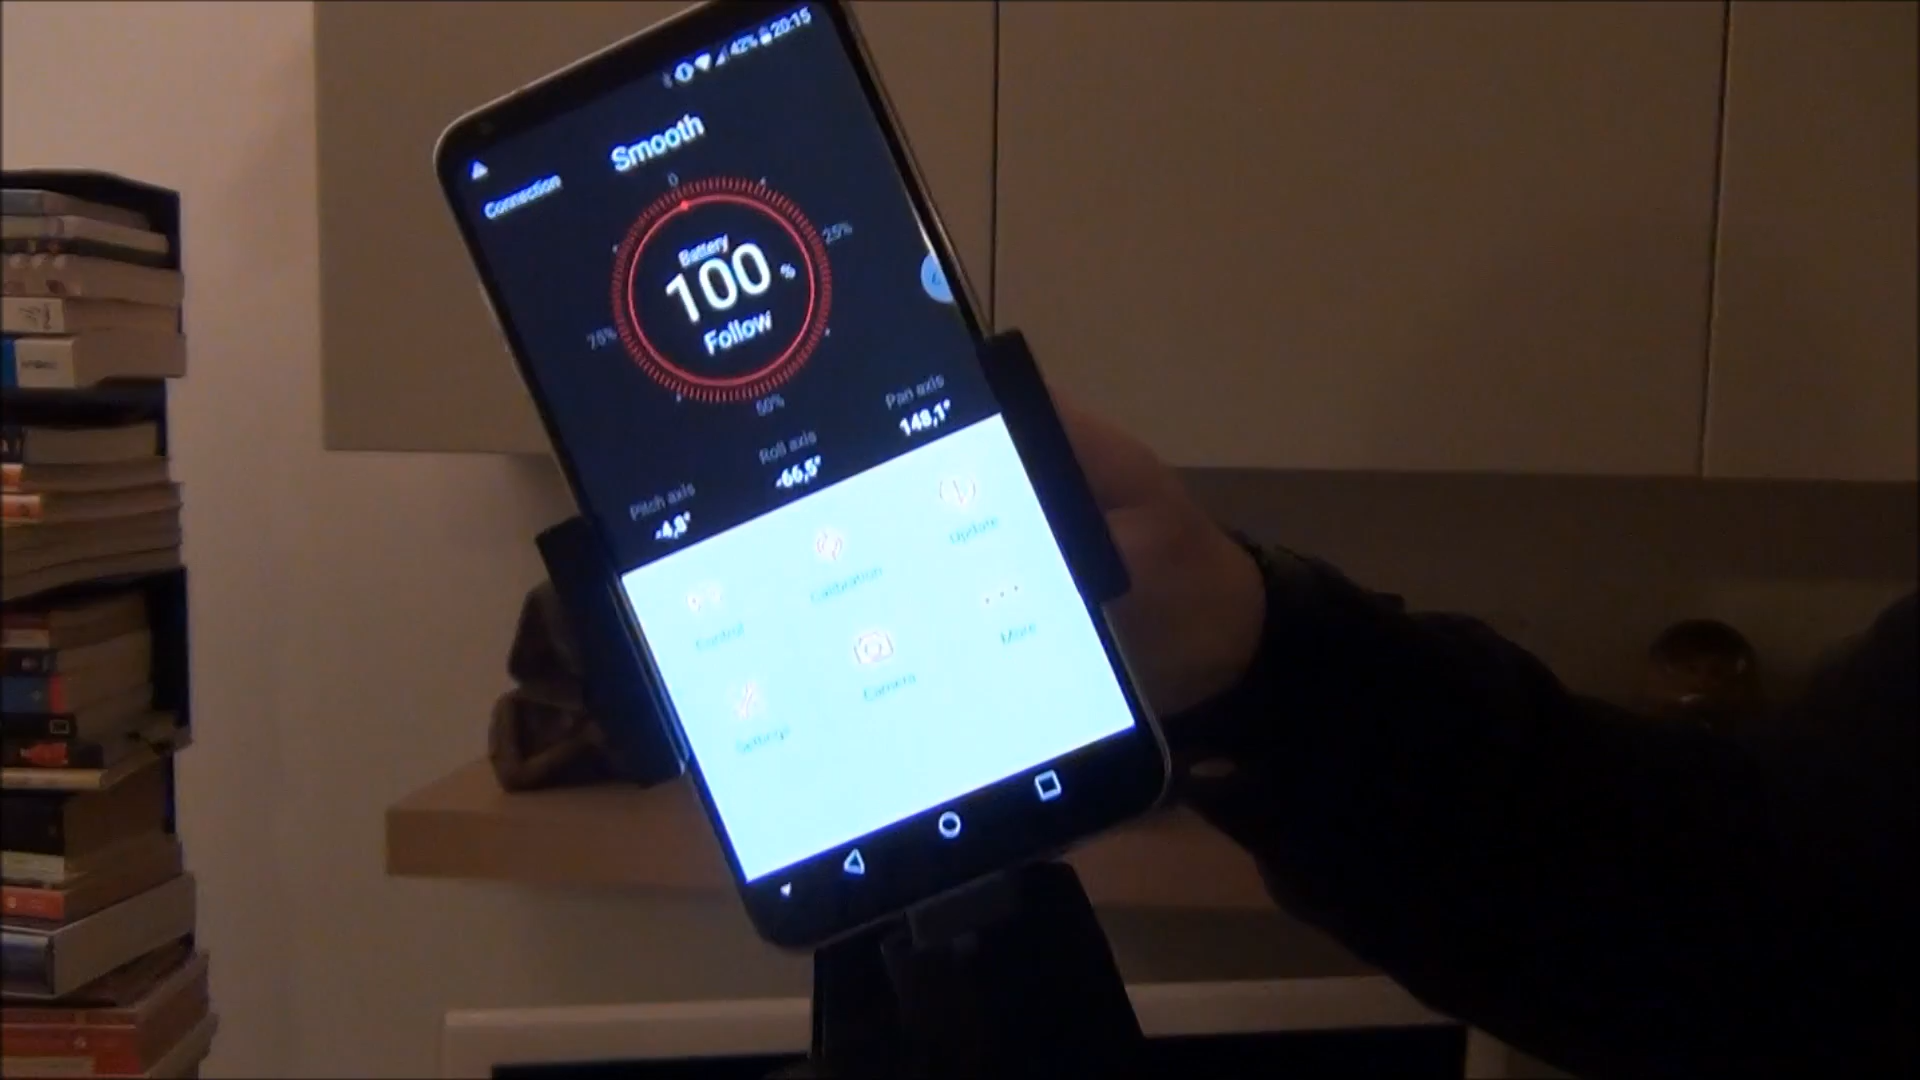 42% 20:15
Smooth
Connection
0
25%
Battery
100 %
Follow
75%
50%
Pan axis
148,1°
Roll axis
-66,5°
Pitch axis
-4,8°
Update
Calibration
Control
More
Camera
Settings